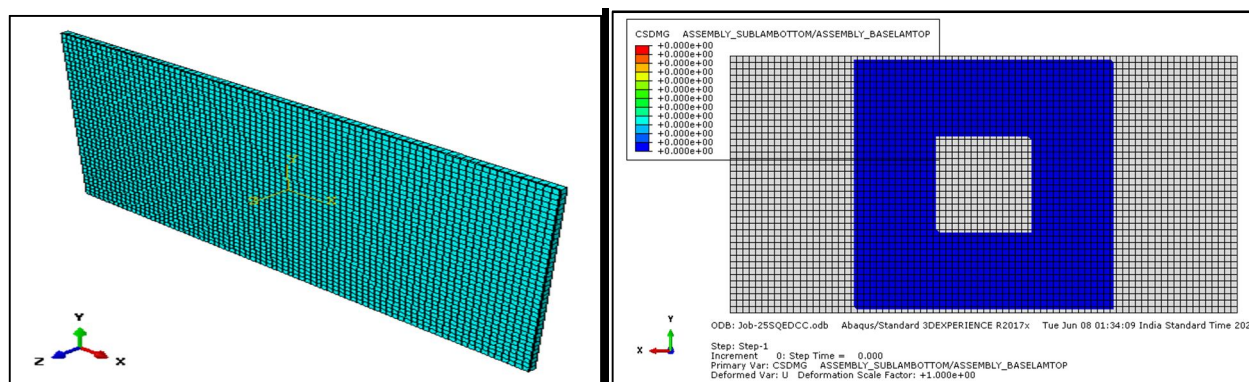 Y
Z
X
CSDMG ASSEMBLY_SUBLAMBOTTOM/ASSEMBLY_BASELAMTOP
+0.000e+00
+0.000e+00
+0.000e+00
+0.000e+00
+0.000e+00
+0.000e+00
+0.000e+00
+0.000e+00
+0.000e+00
+0.000e+00
+0.000e+00
+0.000e+00
+0.000e+00
Y
X
ODB: Job-25SQEDCC.odb Abaqus/Standard 3DEXPERIENCE R2017x Tue Jun 08 01:34:09 India Standard Time 202
Step: Step-1
Increment 0: Step Time = 0.000
Primary Var: CSDMG ASSEMBLY_SUBLAMBOTTOM/ASSEMBLY_BASELAMTOP
Deformed Var: U Deformation Scale Factor: +1.000e+00